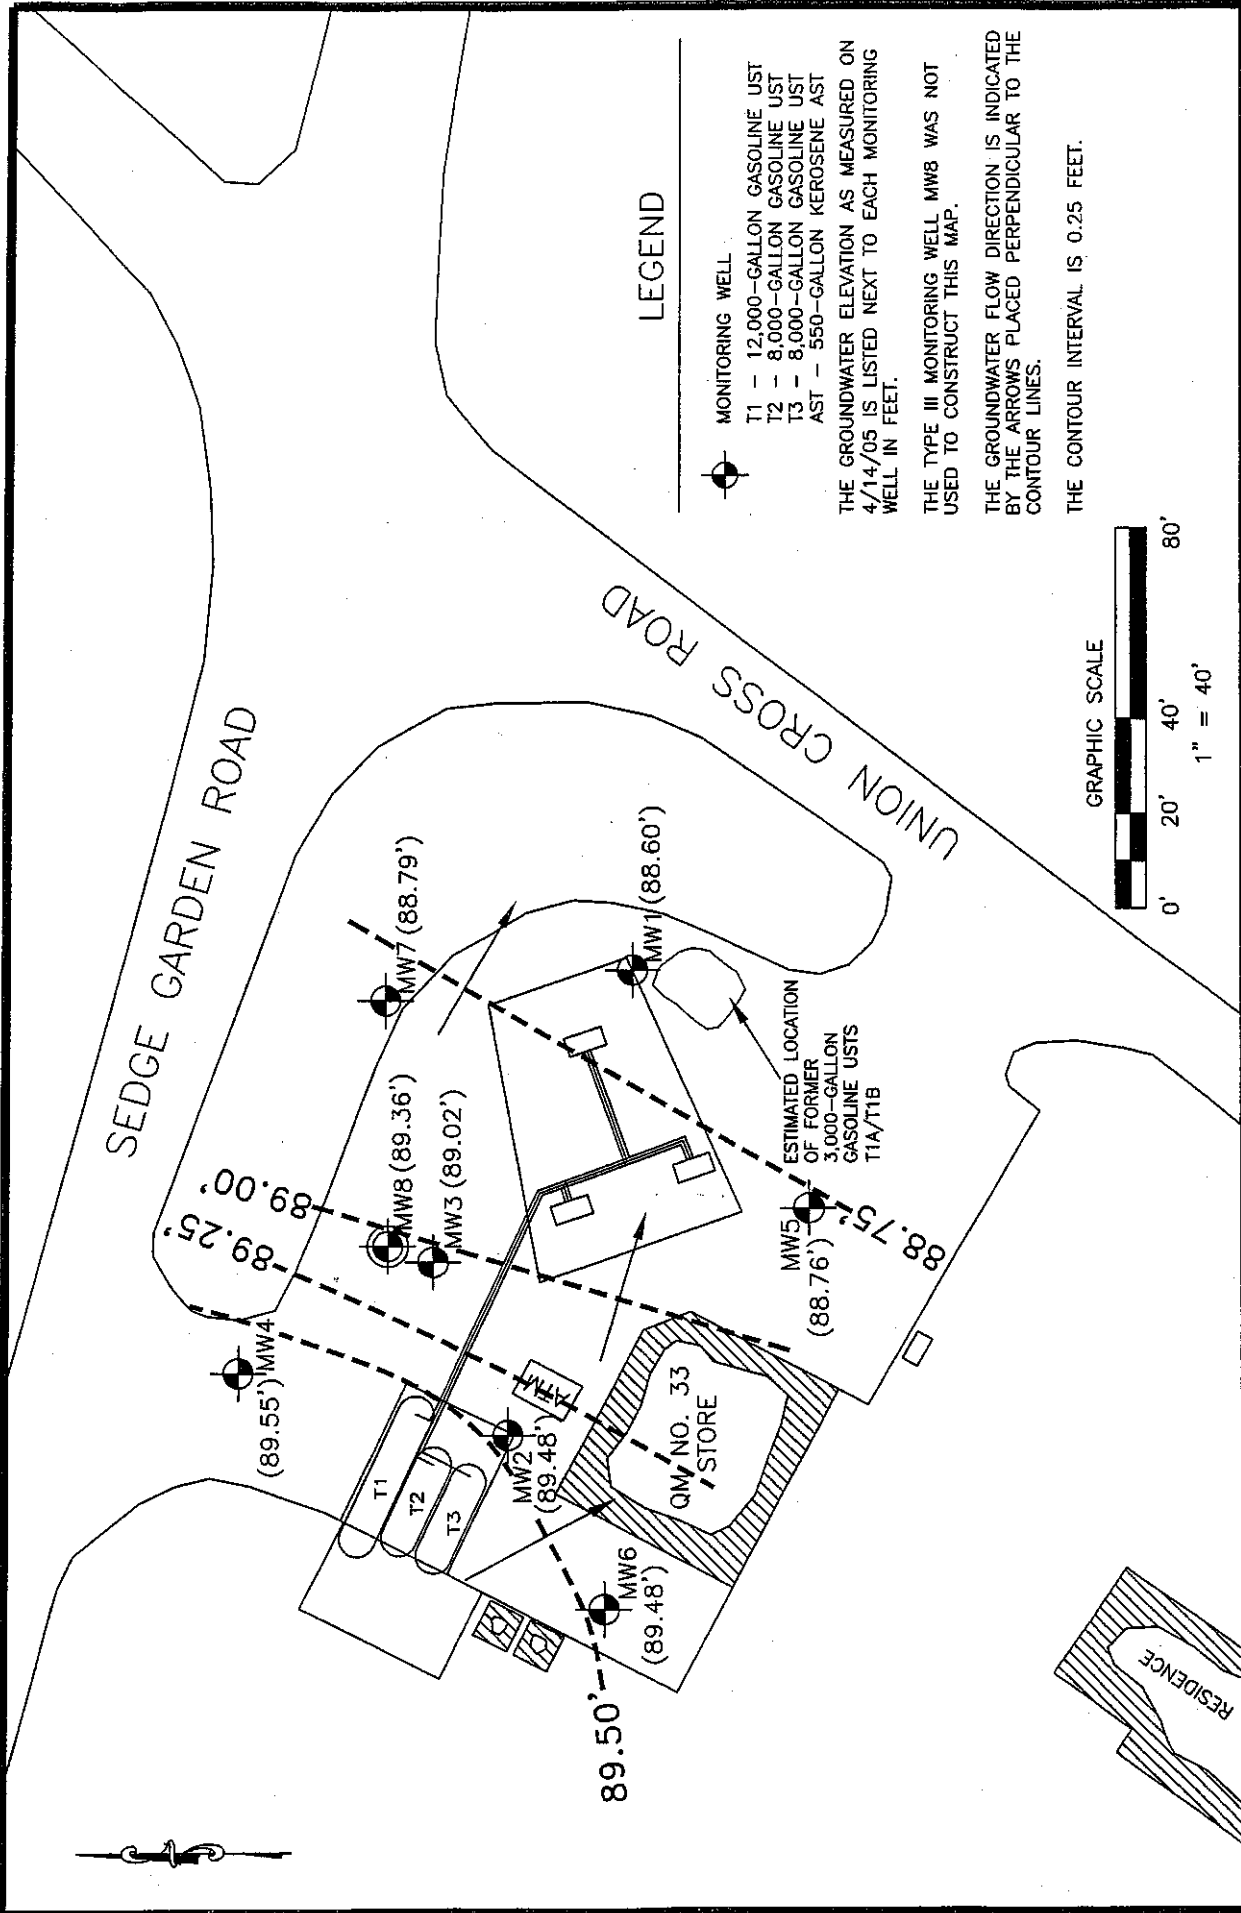 SEDGE GARDEN ROAD
UNION CROSS ROAD
89.50'
89.25'
89.00'
88.75'
MW4
(89.55')
MW8 (89.36')
MW3 (89.02')
MW7 (88.79')
MW1 (88.60')
MW2
(89.48')
MW6
(89.48')
MW5
(88.76')
T1
T2
T3
ATM
QM NO. 33
STORE
ESTIMATED LOCATION
OF FORMER
3,000-GALLON
GASOLINE USTS
T1A/T1B
RESIDENCE
LEGEND
MONITORING WELL
T1 - 12,000-GALLON GASOLINE UST
T2 - 8,000-GALLON GASOLINE UST
T3 - 8,000-GALLON GASOLINE UST
AST - 550-GALLON KEROSENE AST
THE GROUNDWATER ELEVATION AS MEASURED ON
4/14/05 IS LISTED NEXT TO EACH MONITORING
WELL IN FEET.
THE TYPE III MONITORING WELL MW8 WAS NOT
USED TO CONSTRUCT THIS MAP.
THE GROUNDWATER FLOW DIRECTION IS INDICATED
BY THE ARROWS PLACED PERPENDICULAR TO THE
CONTOUR LINES.
THE CONTOUR INTERVAL IS 0.25 FEET.
GRAPHIC SCALE
0' 20' 40' 80'
1" = 40'